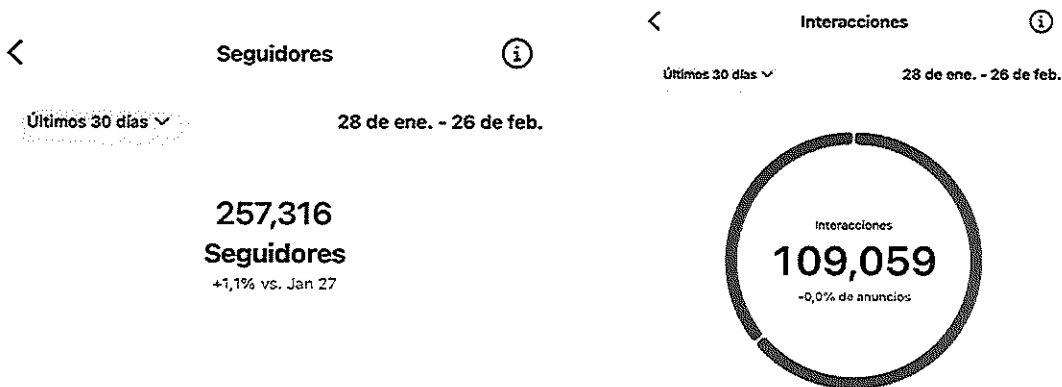 Seguidores
Últimos 30 días
28 de ene. - 26 de feb.
257,316
Seguidores
+1,1% vs. Jan 27
Interacciones
Últimos 30 días
28 de ene. - 26 de feb.
Interacciones
109,059
-0,0% de anuncios